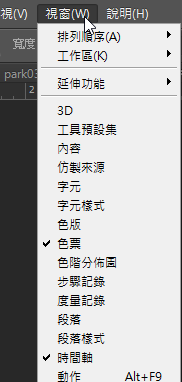 視(V) 視窗(W) 說明(H)
寬度
park03
2
排列順序(A)
工作區(K)
延伸功能
3D
工具預設集
內容
仿製來源
字元
字元樣式
色版
色票
色階分佈圖
步驟記錄
度量記錄
段落
段落樣式
時間軸
動作 Alt+F9